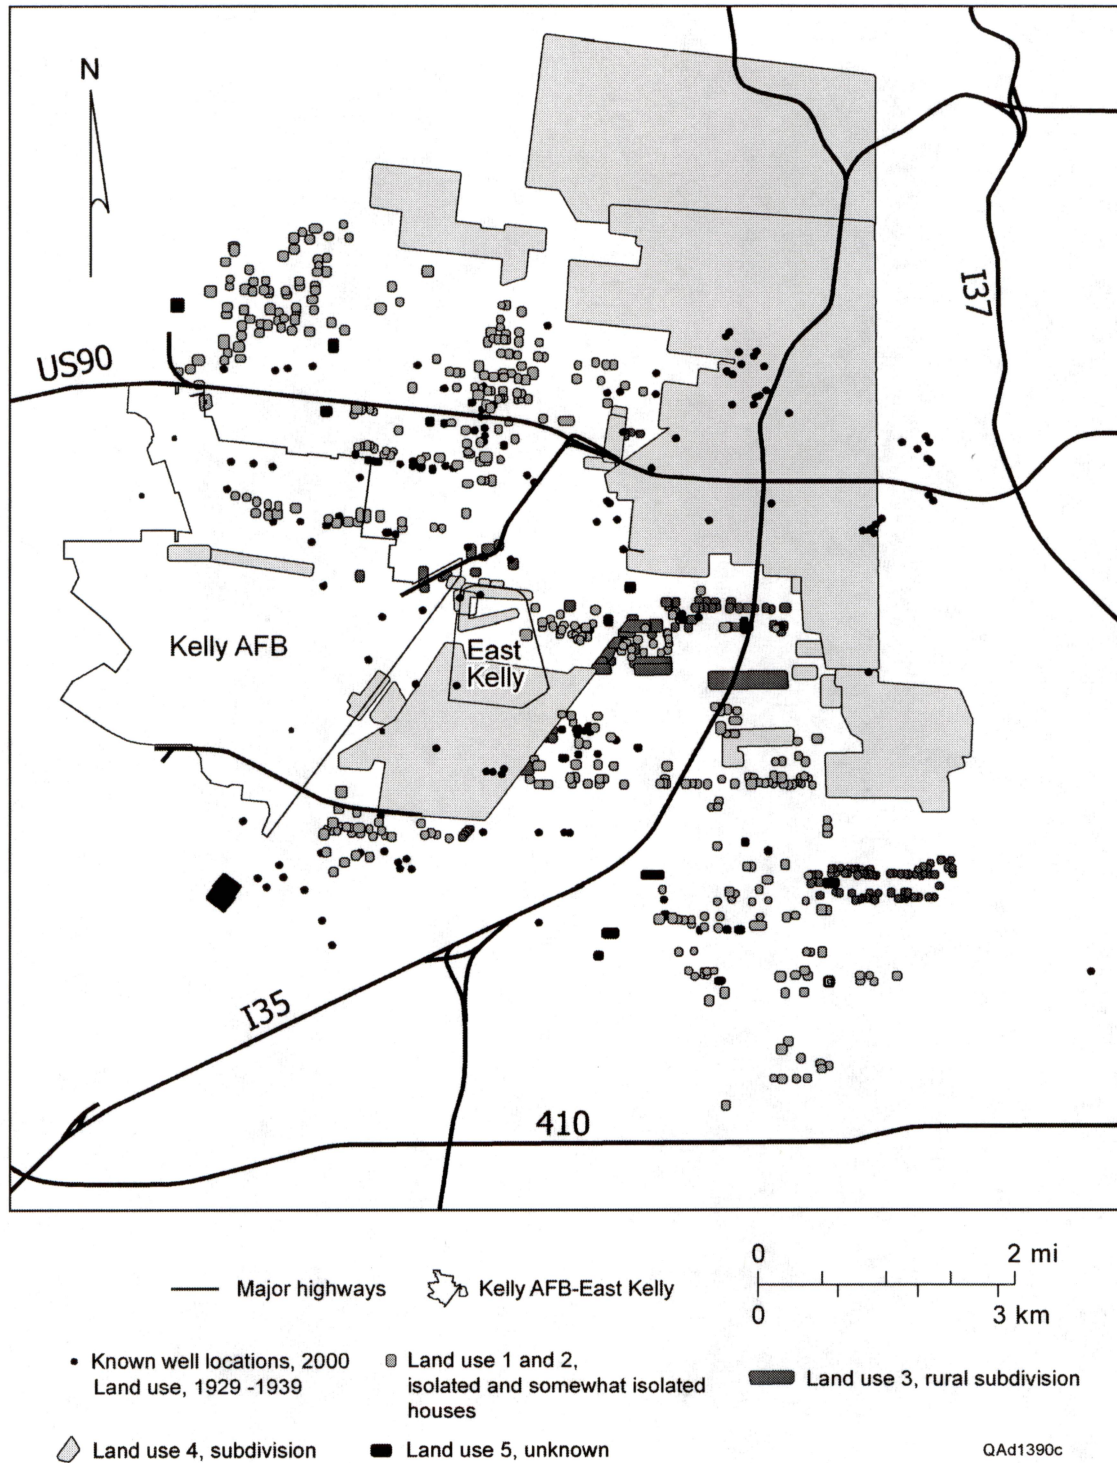 N
US90
I37
Kelly AFB
East
Kelly
I35
410
0 2 mi
Major highways
Kelly AFB-East Kelly
0 3 km
Known well locations, 2000
Land use, 1929 -1939
Land use 1 and 2,
isolated and somewhat isolated
houses
Land use 3, rural subdivision
Land use 4, subdivision
Land use 5, unknown
QAd1390c